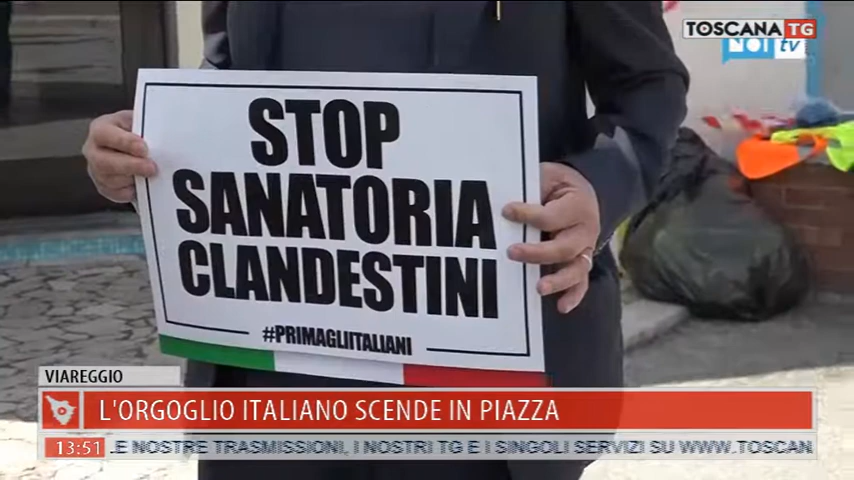 TOSCANA TG
NOI tv
STOP
SANATORIA
CLANDESTINI
#PRIMAGLIITALIANI
VIAREGGIO
L'ORGOGLIO ITALIANO SCENDE IN PIAZZA
13:51 .E NOSTRE TRASMISSIONI, I NOSTRI TG E I SINGOLI SERVIZI SU WWW.TOSCAN